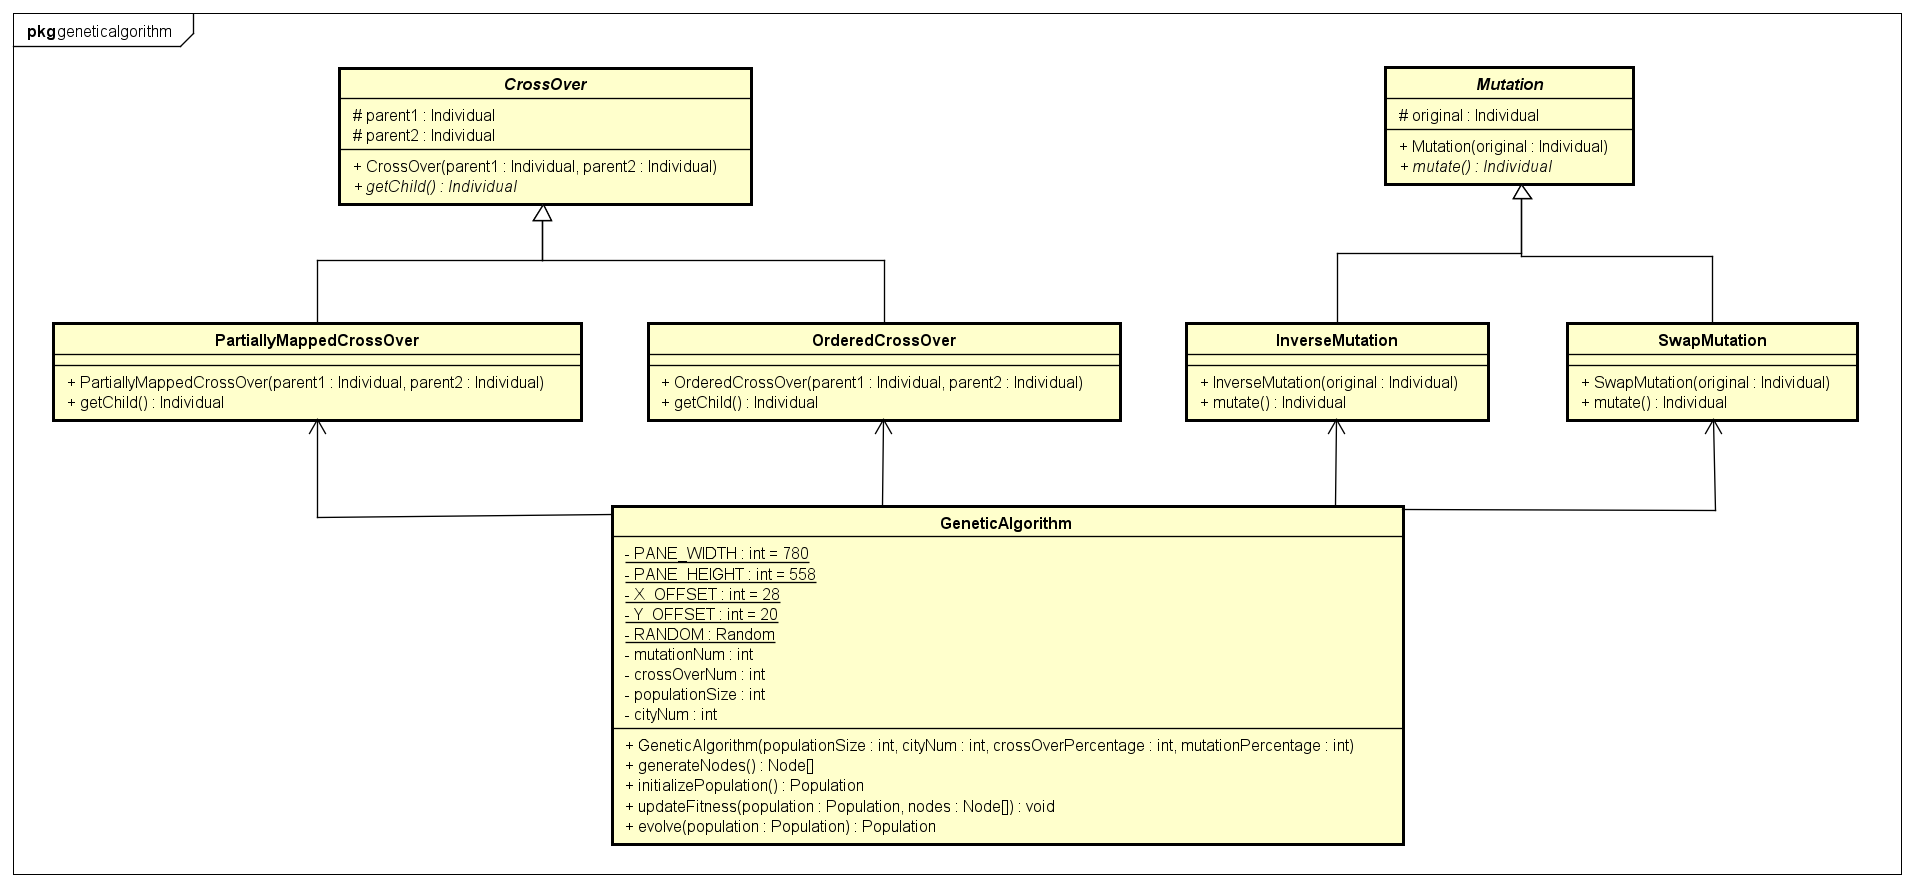 pkg geneticalgorithm
CrossOver
# parent1 : Individual
# parent2 : Individual
+ CrossOver(parent1 : Individual, parent2 : Individual)
+ getChild() : Individual
Mutation
# original : Individual
+ Mutation(original : Individual)
+ mutate() : Individual
PartiallyMappedCrossOver
+ PartiallyMappedCrossOver(parent1 : Individual, parent2 : Individual)
+ getChild() : Individual
OrderedCrossOver
+ OrderedCrossOver(parent1 : Individual, parent2 : Individual)
+ getChild() : Individual
InverseMutation
+ InverseMutation(original : Individual)
+ mutate() : Individual
SwapMutation
+ SwapMutation(original : Individual)
+ mutate() : Individual
GeneticAlgorithm
- PANE_WIDTH : int = 780
- PANE_HEIGHT : int = 558
- X_OFFSET : int = 28
- Y_OFFSET : int = 20
- RANDOM : Random
- mutationNum : int
- crossOverNum : int
- populationSize : int
- cityNum : int
+ GeneticAlgorithm(populationSize : int, cityNum : int, crossOverPercentage : int, mutationPercentage : int)
+ generateNodes() : Node[]
+ initializePopulation() : Population
+ updateFitness(population : Population, nodes : Node[]) : void
+ evolve(population : Population) : Population